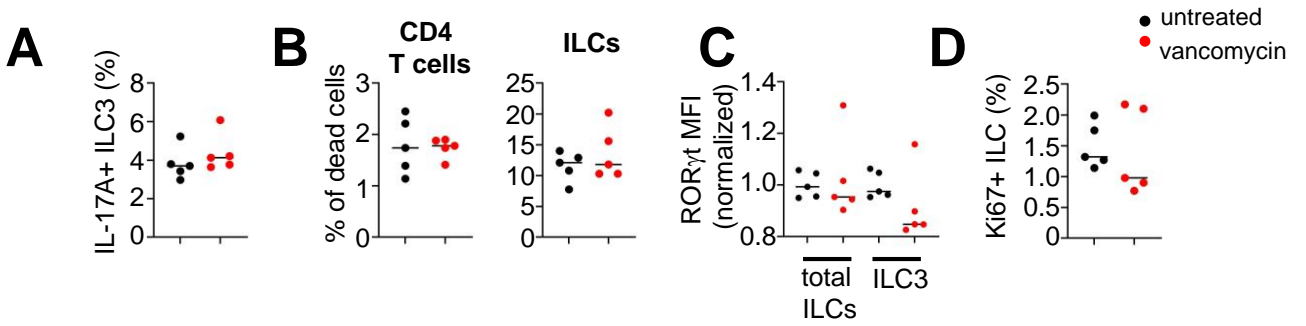 A
IL-17A+ ILC3 (%)
8
6
4
2
0
B
% of dead cells
CD4
T cells
3
2
1
0
ILCs
25
20
15
10
5
0
C
RORγt MFI
(normalized)
1.4
1.2
1.0
0.8
total
ILCs
ILC3
D
untreated
vancomycin
Ki67+ ILC (%)
2.5
2.0
1.5
1.0
0.5
0